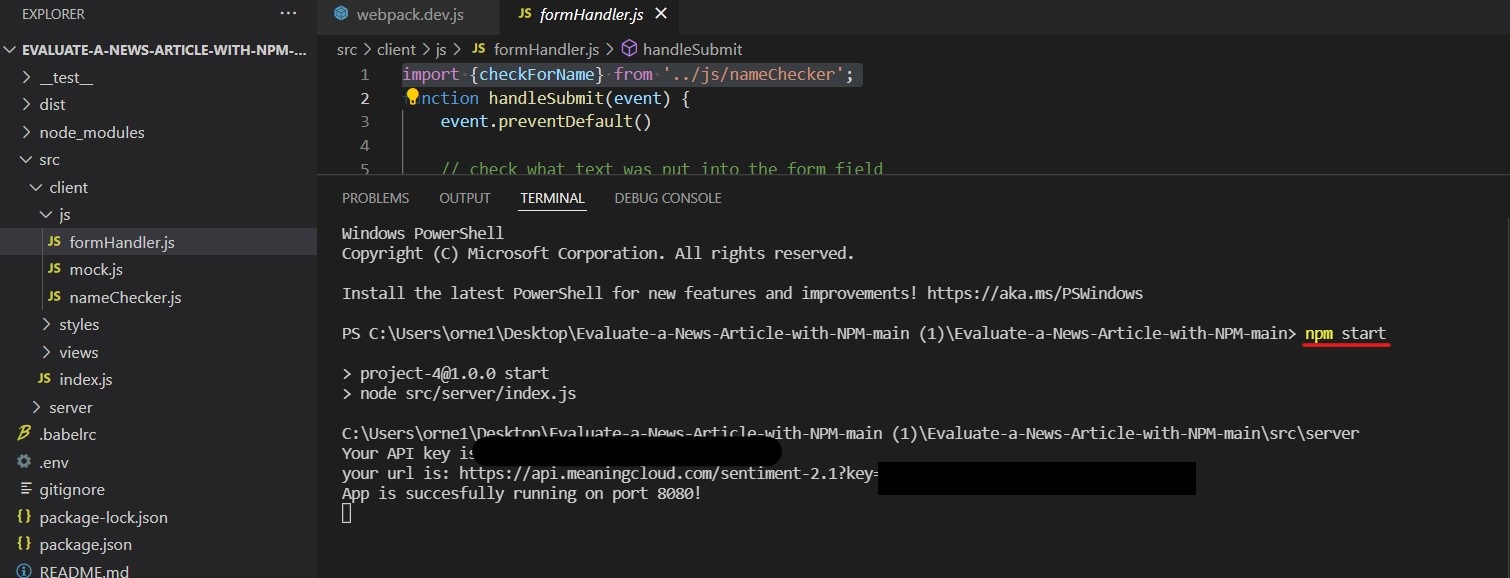 EXPLORER
EVALUATE-A-NEWS-ARTICLE-WITH-NPM-...
__test__
dist
node_modules
src
client
js
JS formHandler.js
JS mock.js
JS nameChecker.js
styles
views
JS index.js
server
.babelrc
.env
gitignore
package-lock.json
package.json
README.md
webpack.dev.js
JS formHandler.js
src > client > js > JS formHandler.js > handleSubmit
1 import {checkForName} from '../js/nameChecker';
2 function handleSubmit(event) {
3 event.preventDefault()
4
5 // check what text was put into the form field
PROBLEMS OUTPUT TERMINAL DEBUG CONSOLE
Windows PowerShell
Copyright (C) Microsoft Corporation. All rights reserved.
Install the latest PowerShell for new features and improvements! https://aka.ms/PSWindows
PS C:\Users\orne1\Desktop\Evaluate-a-News-Article-with-NPM-main (1)\Evaluate-a-News-Article-with-NPM-main> npm start
> project-4@1.0.0 start
> node src/server/index.js
C:\Users\orne1\Desktop\Evaluate-a-News-Article-with-NPM-main (1)\Evaluate-a-News-Article-with-NPM-main\src\server
Your API key is
your url is: https://api.meaningcloud.com/sentiment-2.1?key=
App is succesfully running on port 8080!